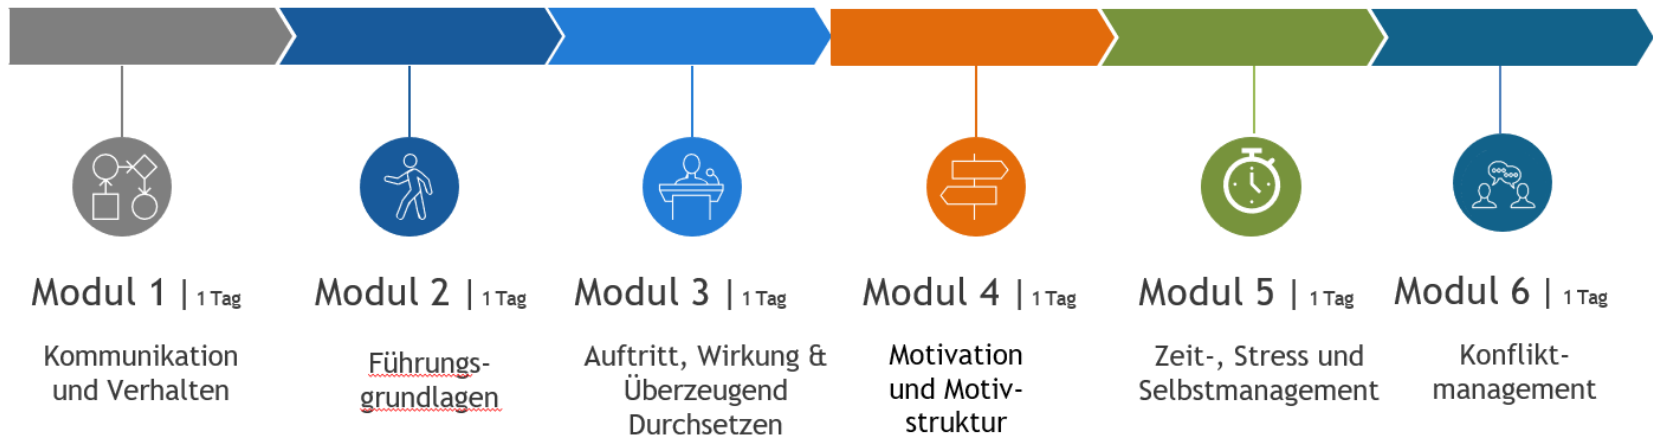 Modul 1 | 1 Tag
Kommunikation
und Verhalten
Modul 2 | 1 Tag
Führungs-
grundlagen
Modul 3 | 1 Tag
Auftritt, Wirkung &
Überzeugend
Durchsetzen
Modul 4 | 1 Tag
Motivation
und Motiv-
struktur
Modul 5 | 1 Tag
Zeit-, Stress und
Selbstmanagement
Modul 6 | 1 Tag
Konflikt-
management